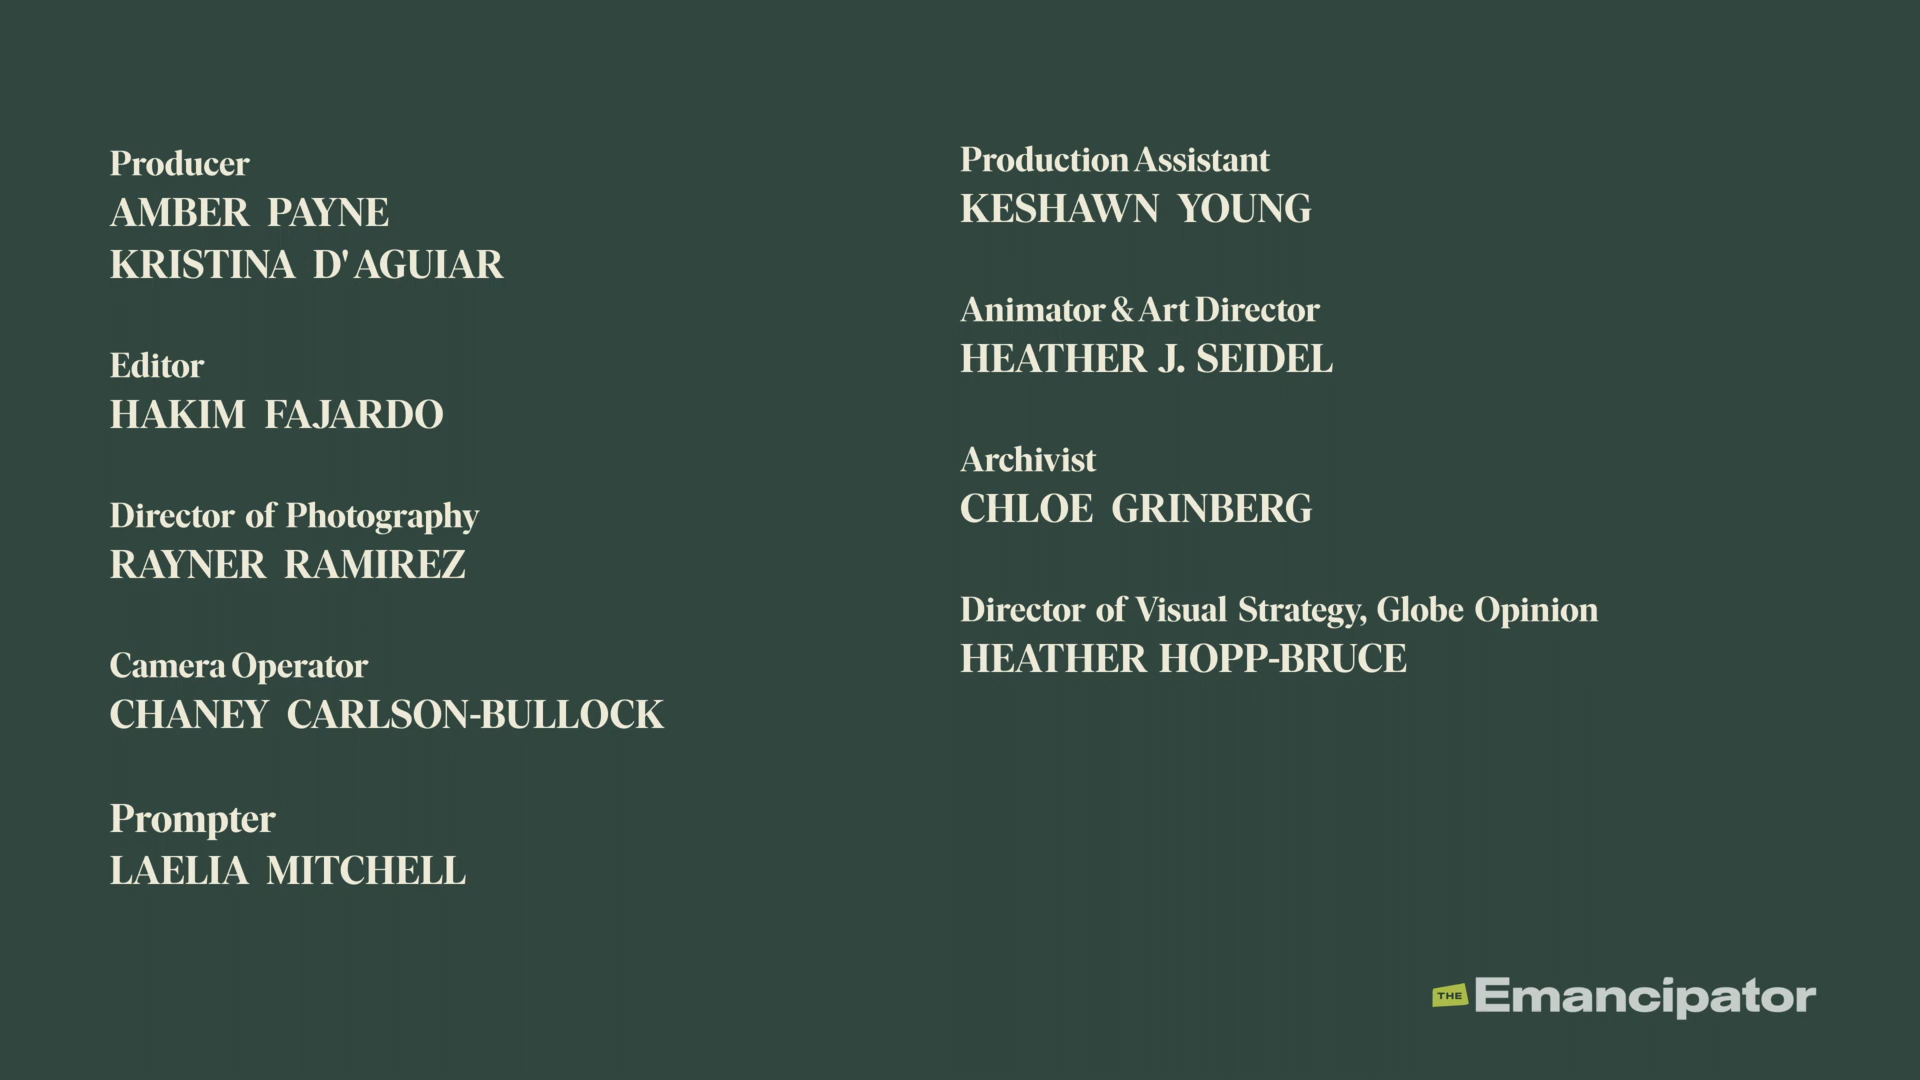 Producer
AMBER PAYNE
KRISTINA D'AGUIAR
Editor
HAKIM FAJARDO
Director of Photography
RAYNER RAMIREZ
Camera Operator
CHANEY CARLSON-BULLOCK
Prompter
LAELIA MITCHELL
Production Assistant
KESHAWN YOUNG
Animator & Art Director
HEATHER J. SEIDEL
Archivist
CHLOE GRINBERG
Director of Visual Strategy, Globe Opinion
HEATHER HOPP-BRUCE
THE Emancipator